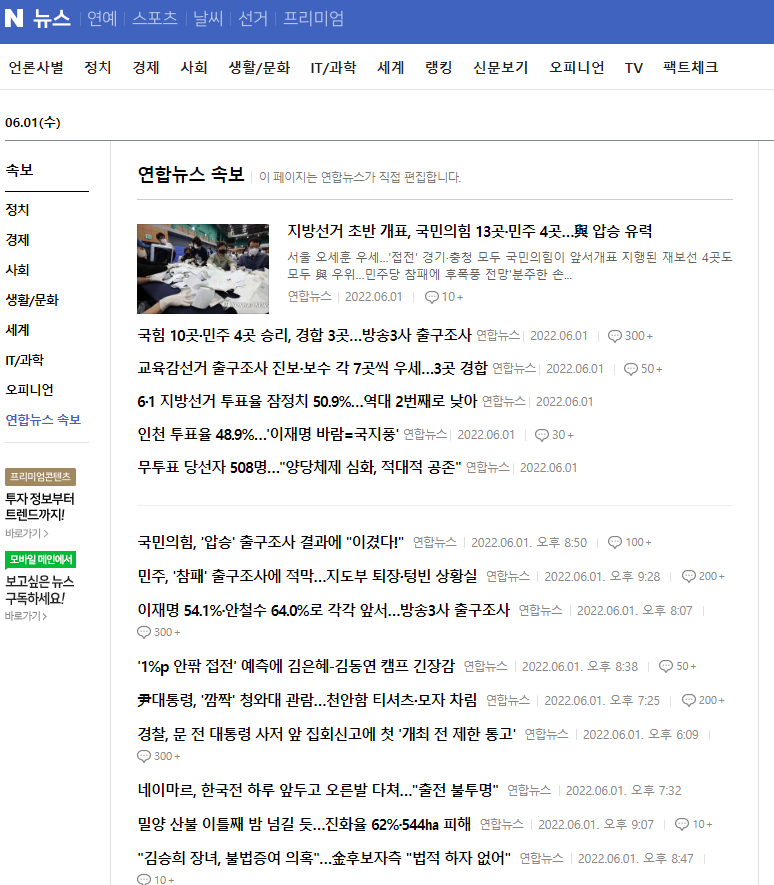 N 뉴스 연예 스포츠 날씨 선거 프리미엄
언론사별 정치 경제 사회 생활/문화 IT/과학 세계 랭킹 신문보기 오피니언 TV 팩트체크
06.01(수)
속보
정치
경제
사회
생활/문화
세계
IT/과학
오피니언
연합뉴스 속보
프리미엄콘텐츠
투자 정보부터
트렌드까지!
바로가기 >
모바일 메인에서
보고싶은 뉴스
구독하세요!
바로가기 >
연합뉴스 속보 이 페이지는 연합뉴스가 직접 편집합니다.
지방선거 초반 개표, 국민의힘 13곳·민주 4곳…與 압승 유력
서울 오세훈 우세…'접전' 경기·충청 모두 국민의힘이 앞서개표 지행된 재보선 4곳도
모두 與 우위…민주당 참패에 후폭풍 전망'분주한 손...
연합뉴스 2022.06.01 10+
국힘 10곳·민주 4곳 승리, 경합 3곳…방송3사 출구조사 연합뉴스 2022.06.01 300+
교육감선거 출구조사 진보·보수 각 7곳씩 우세…3곳 경합 연합뉴스 2022.06.01 50+
6·1 지방선거 투표율 잠정치 50.9%…역대 2번째로 낮아 연합뉴스 2022.06.01
인천 투표율 48.9%…'이재명 바람=국지풍' 연합뉴스 2022.06.01 30+
무투표 당선자 508명…"양당체제 심화, 적대적 공존" 연합뉴스 2022.06.01
국민의힘, '압승' 출구조사 결과에 "이겼다!" 연합뉴스 2022.06.01. 오후 8:50 100+
민주, '참패' 출구조사에 적막…지도부 퇴장·텅빈 상황실 연합뉴스 2022.06.01. 오후 9:28 200+
이재명 54.1%·안철수 64.0%로 각각 앞서…방송3사 출구조사 연합뉴스 2022.06.01. 오후 8:07
300+
'1%p 안팎 접전' 예측에 김은혜-김동연 캠프 긴장감 연합뉴스 2022.06.01. 오후 8:38 50+
尹대통령, '깜짝' 청와대 관람…천안함 티셔츠·모자 차림 연합뉴스 2022.06.01. 오후 7:25 200+
경찰, 문 전 대통령 사저 앞 집회신고에 첫 '개최 전 제한 통고' 연합뉴스 2022.06.01. 오후 6:09
300+
네이마르, 한국전 하루 앞두고 오른발 다쳐…"출전 불투명" 연합뉴스 2022.06.01. 오후 7:32
밀양 산불 이틀째 밤 넘길 듯…진화율 62%·544㏊ 피해 연합뉴스 2022.06.01. 오후 9:07 10+
"김승희 장녀, 불법증여 의혹"…金후보자측 "법적 하자 없어" 연합뉴스 2022.06.01. 오후 8:47
10+